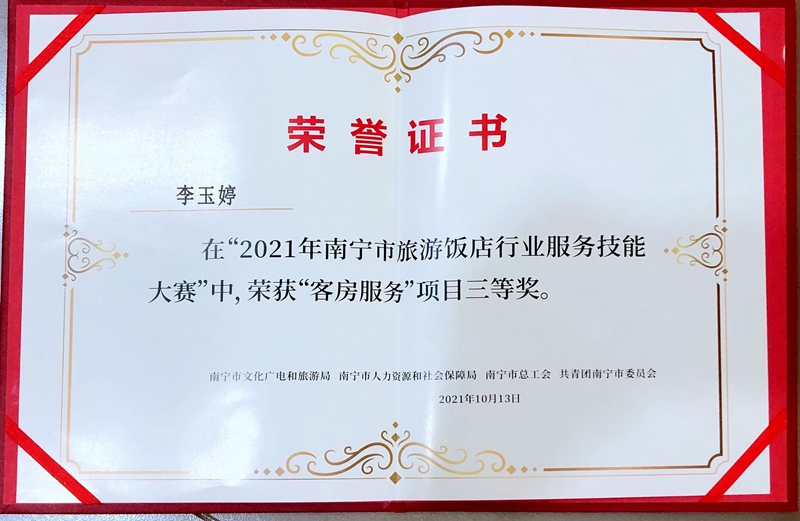 荣誉证书
李玉婷
在“2021年南宁市旅游饭店行业服务技能
大赛”中,荣获“客房服务”项目三等奖。
南宁市文化广电和旅游局 南宁市人力资源和社会保障局 南宁市总工会 共青团南宁市委员会
2021年10月13日